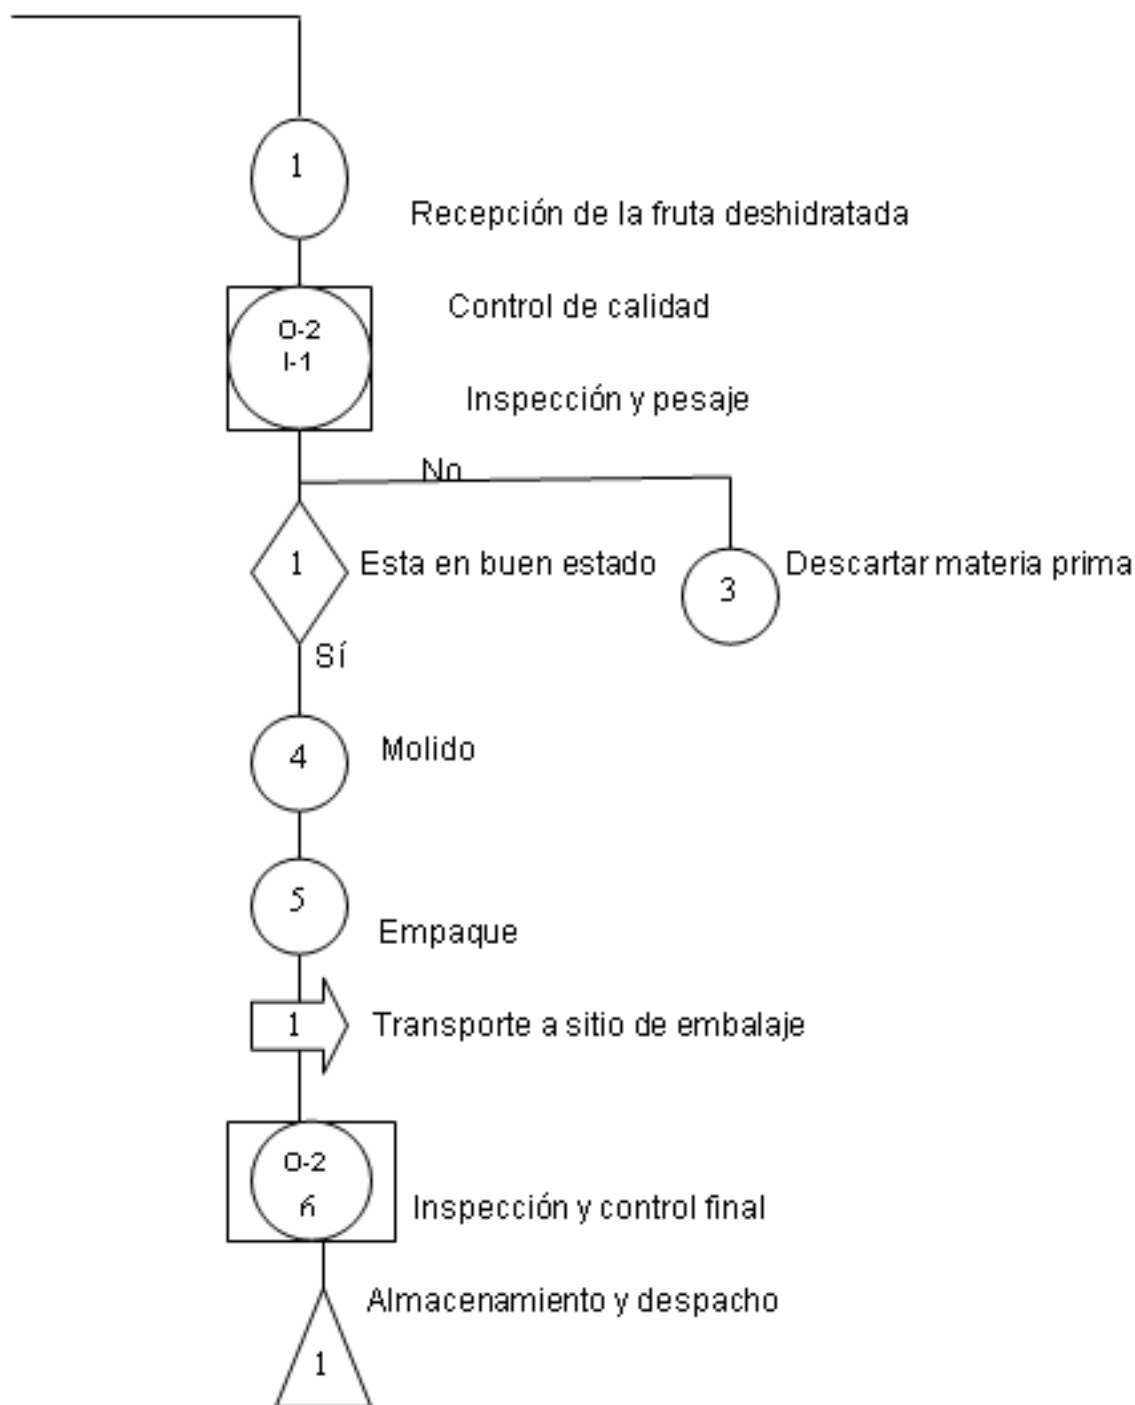 1
Recepción de la fruta deshidratada
Control de calidad
O-2
I-1
Inspección y pesaje
No
1
Esta en buen estado
3
Descartar materia prima
Sí
4
Molido
5
Empaque
1
Transporte a sitio de embalaje
O-2
6
Inspección y control final
Almacenamiento y despacho
1